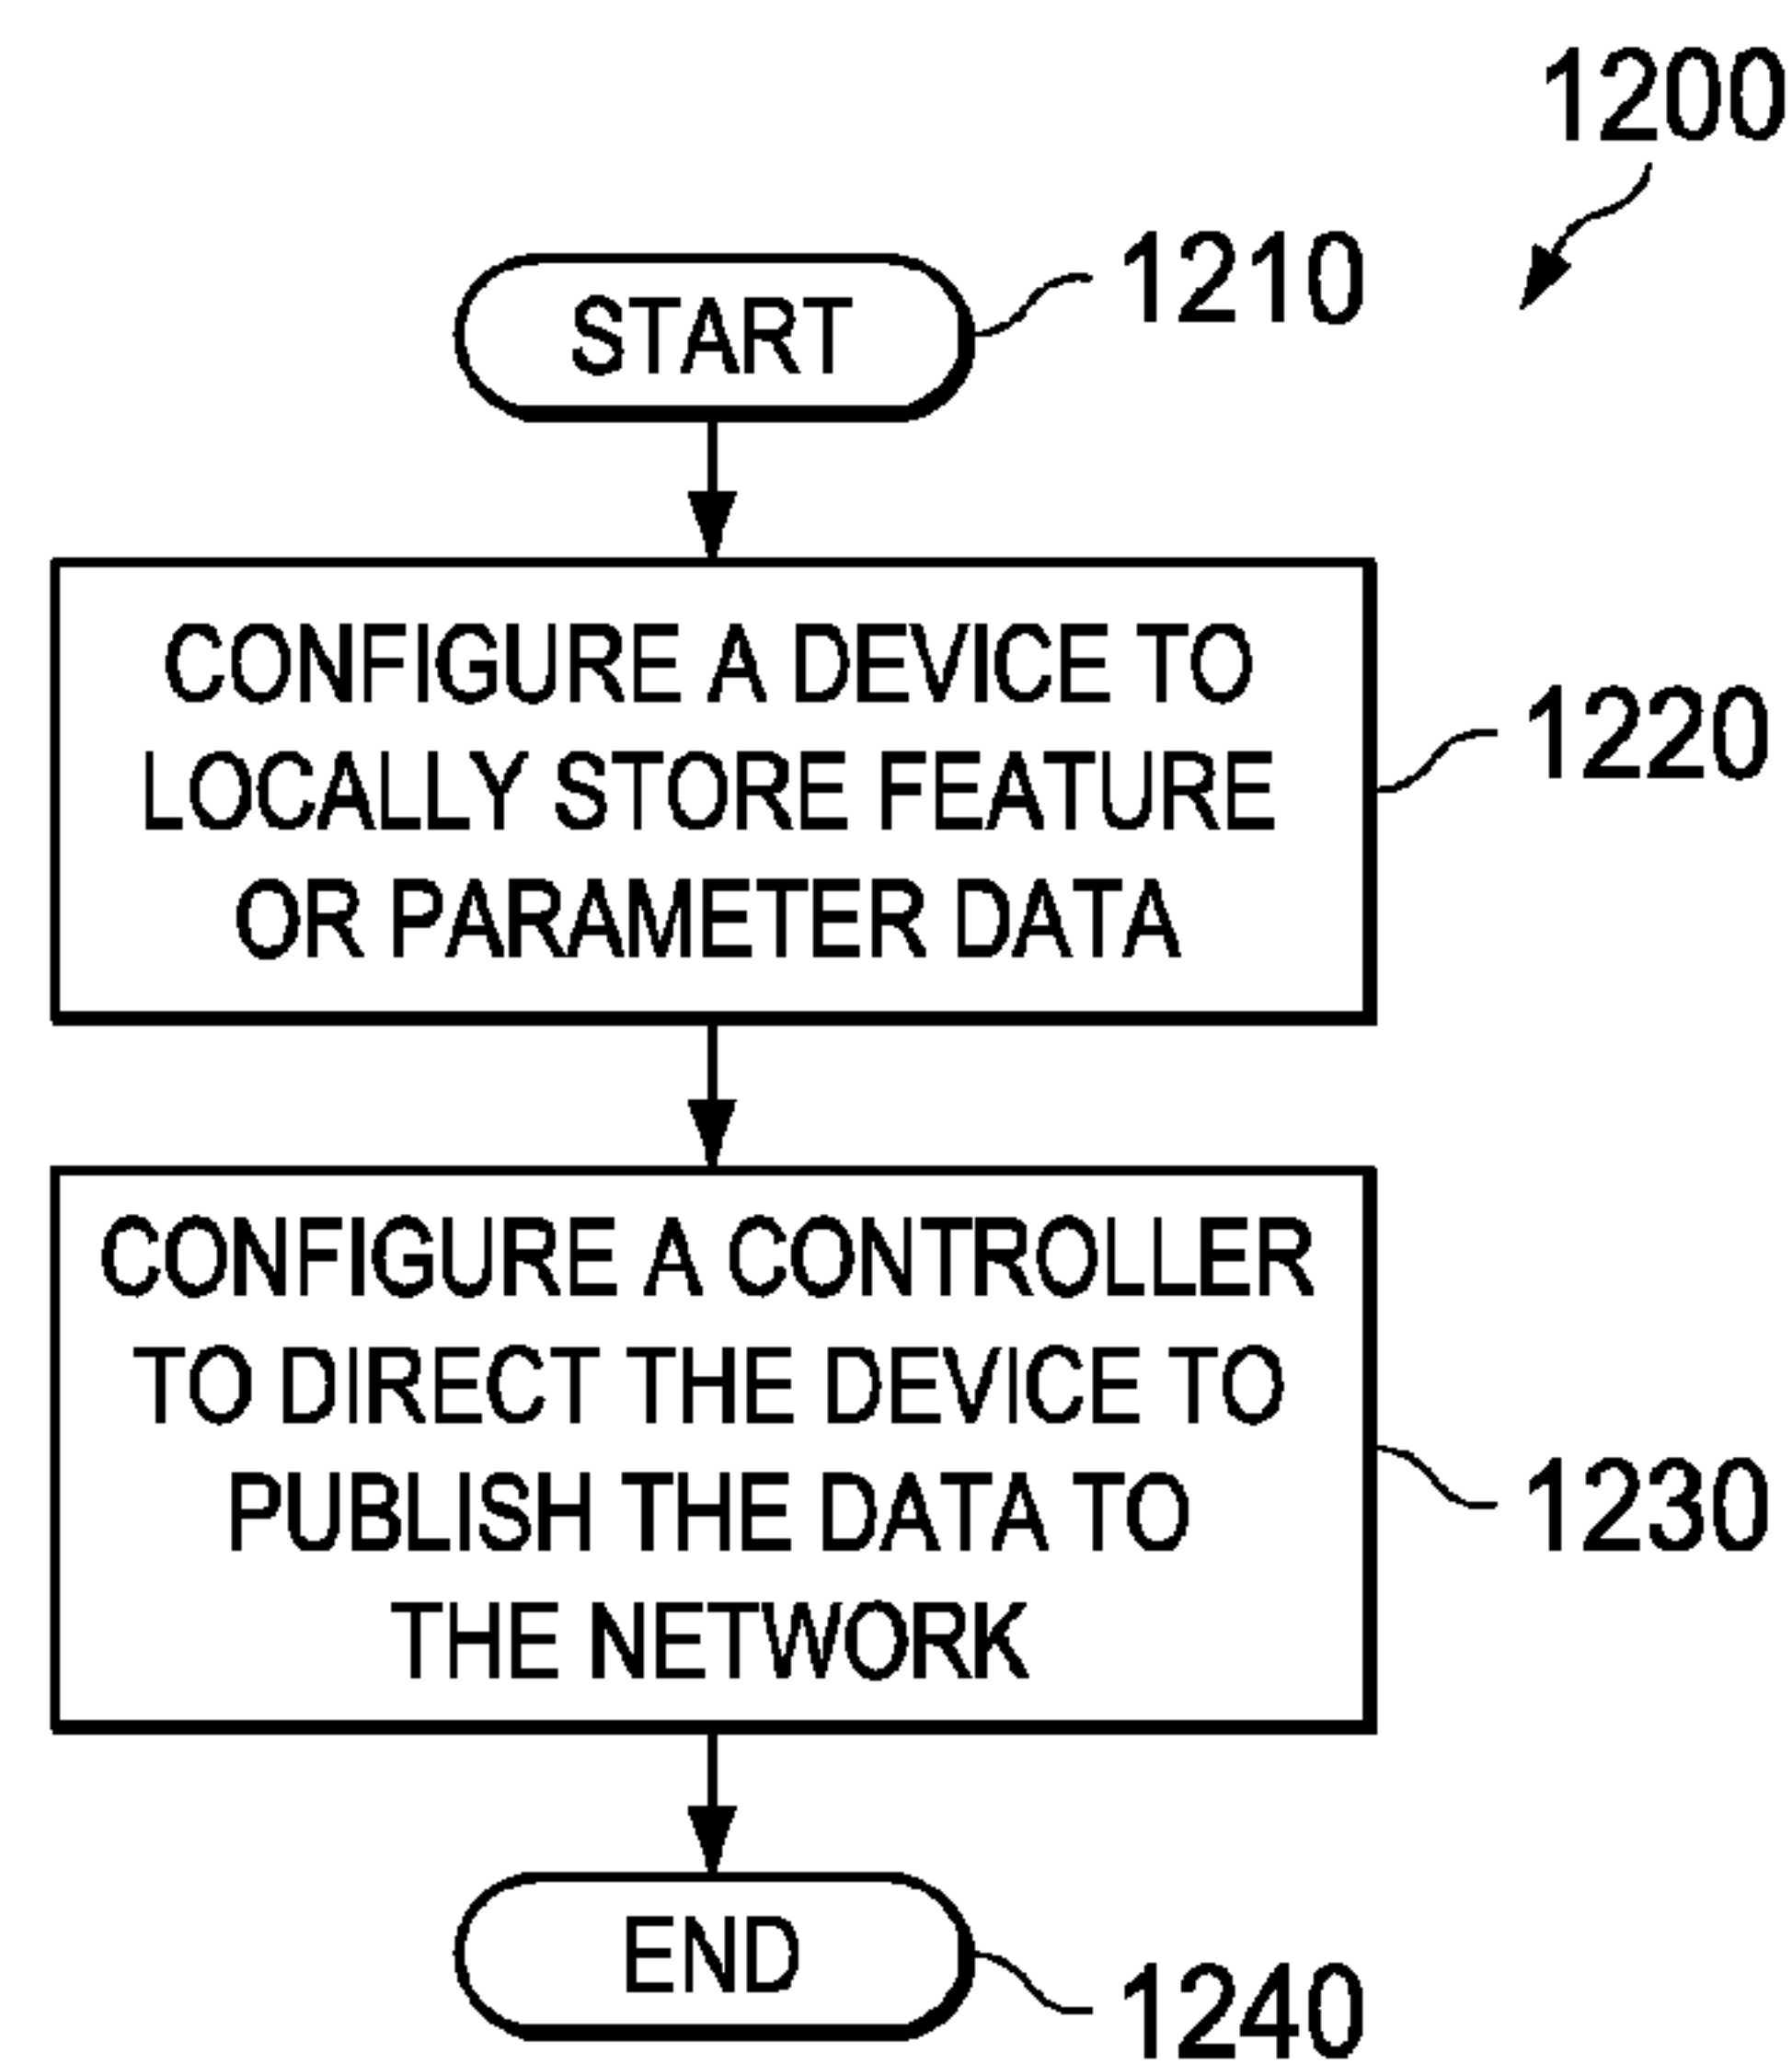 1200
START
1210
CONFIGURE A DEVICE TO
LOCALLY STORE FEATURE
OR PARAMETER DATA
1220
CONFIGURE A CONTROLLER
TO DIRECT THE DEVICE TO
PUBLISH THE DATA TO
THE NETWORK
1230
END
1240